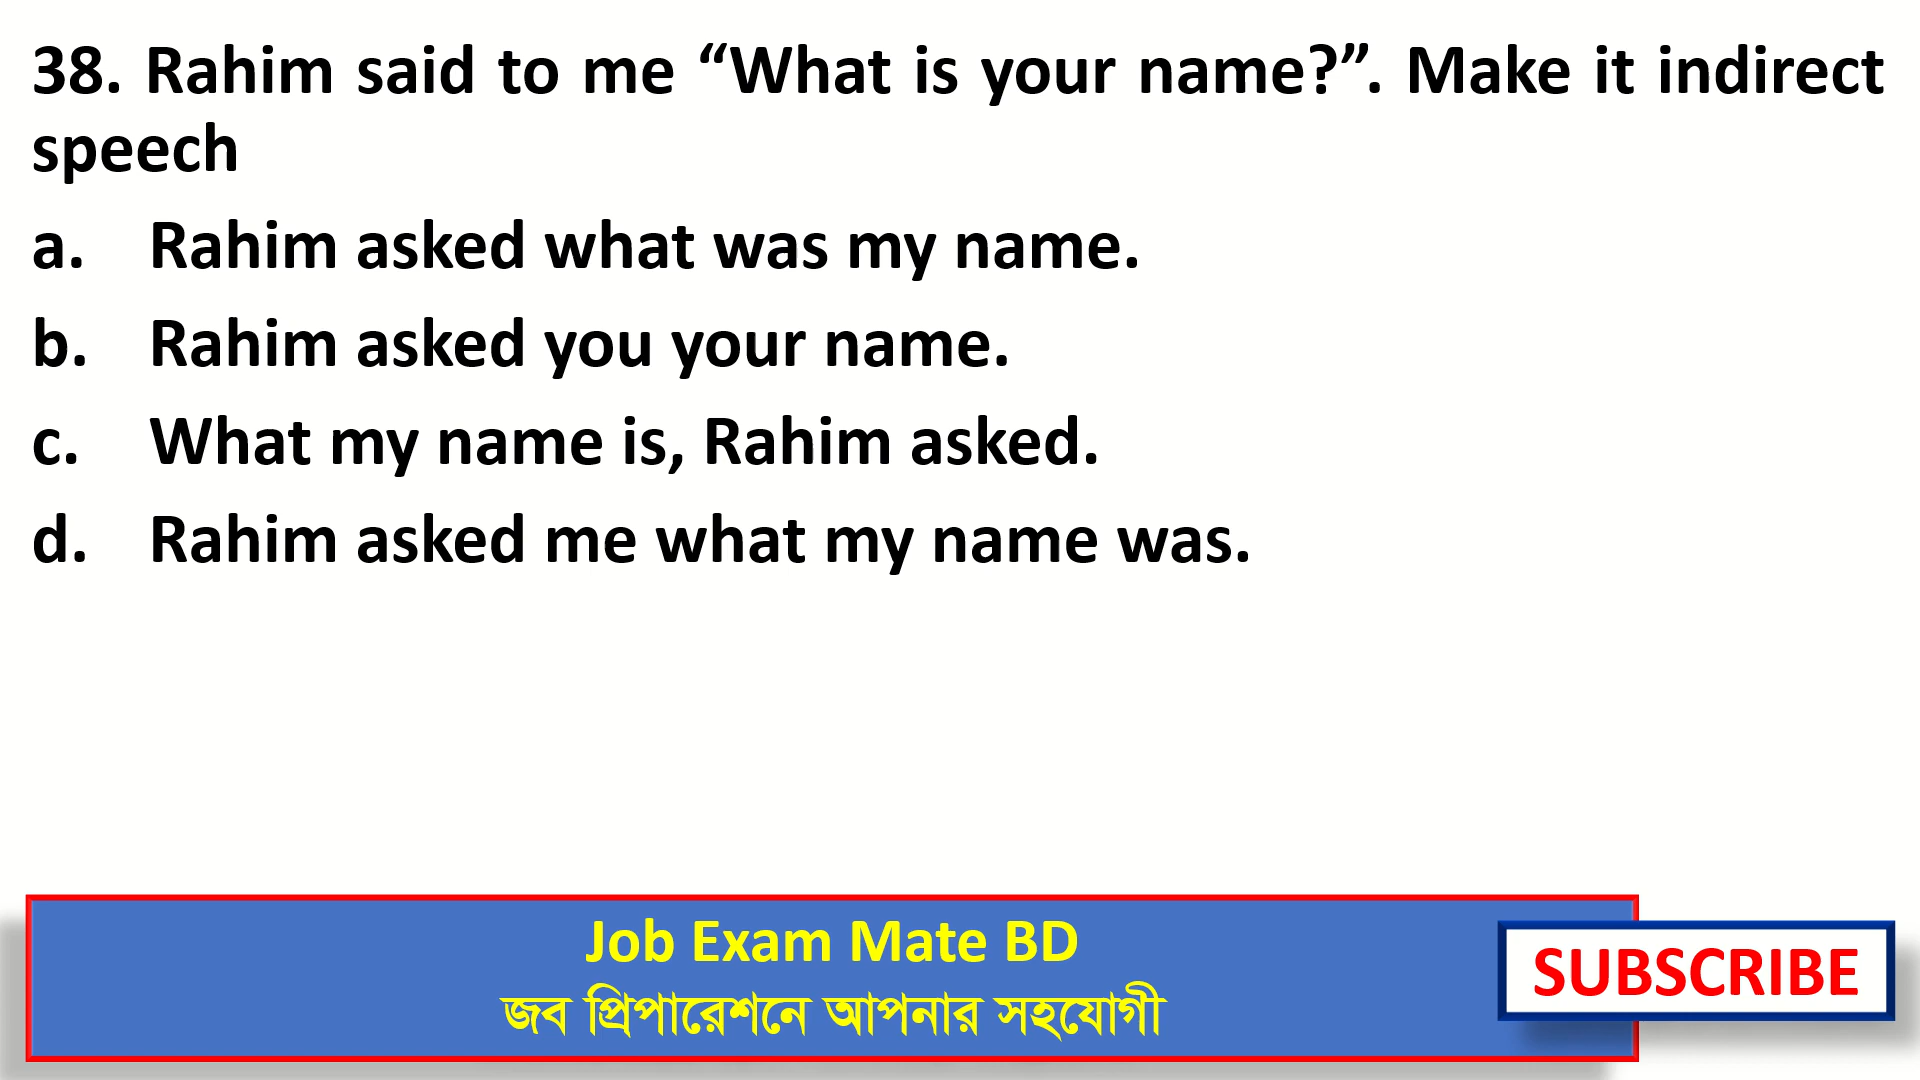 38. Rahim said to me “What is your name?”. Make it indirect
speech
a. Rahim asked what was my name.
b. Rahim asked you your name.
c. What my name is, Rahim asked.
d. Rahim asked me what my name was.
Job Exam Mate BD
জব প্রিপারেশনে আপনার সহযোগী
SUBSCRIBE